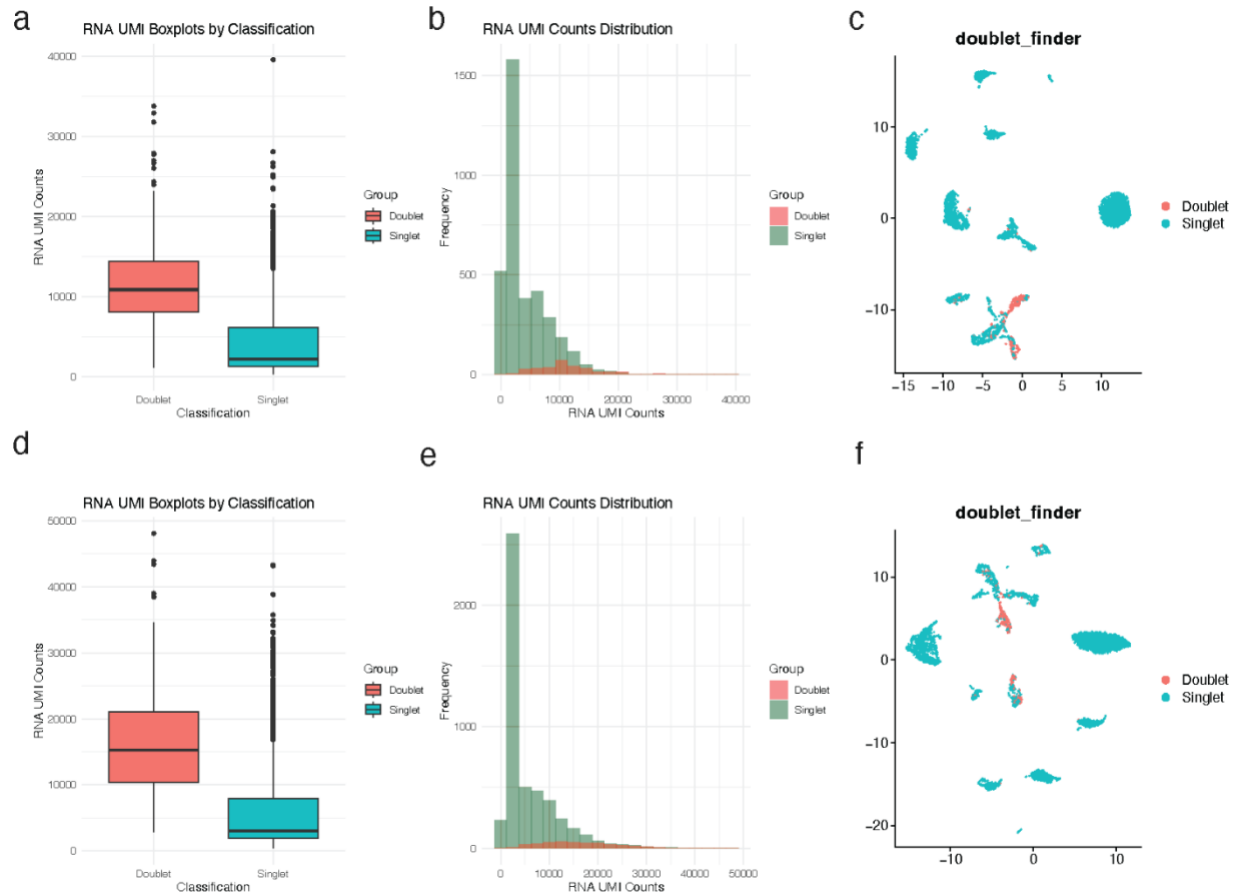 a
RNA UMI Boxplots by Classification
40000
30000
20000
10000
0
RNA UMI Counts
Doublet
Singlet
Classification
Group
Doublet
Singlet
b
RNA UMI Counts Distribution
1500
1000
500
0
Frequency
0
10000
20000
30000
40000
RNA UMI Counts
Group
Doublet
Singlet
c
doublet_finder
10
0
−10
−15
−10
−5
0
5
10
Doublet
Singlet
d
RNA UMI Boxplots by Classification
50000
40000
30000
20000
10000
0
RNA UMI Counts
Doublet
Singlet
Classification
Group
Doublet
Singlet
e
RNA UMI Counts Distribution
2000
1000
0
Frequency
0
10000
20000
30000
40000
50000
RNA UMI Counts
Group
Doublet
Singlet
f
doublet_finder
10
0
−10
−20
−10
0
10
Doublet
Singlet